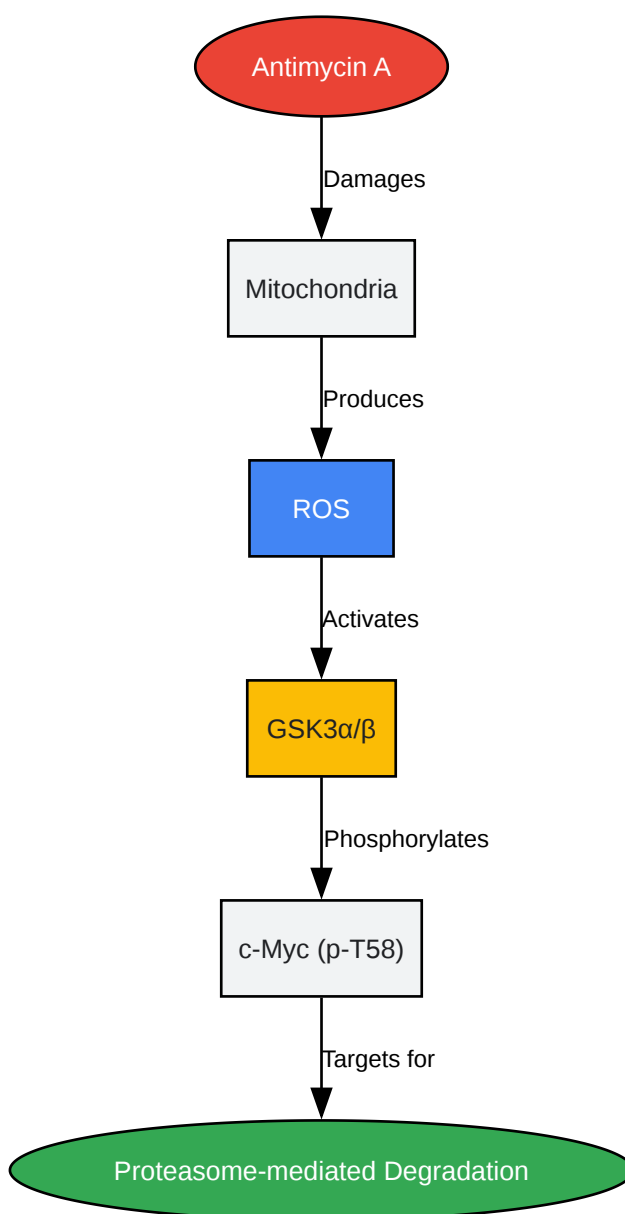 Antimycin A
Damages
Mitochondria
Produces
ROS
Activates
GSK3α/β
Phosphorylates
c-Myc (p-T58)
Targets for
Proteasome-mediated Degradation